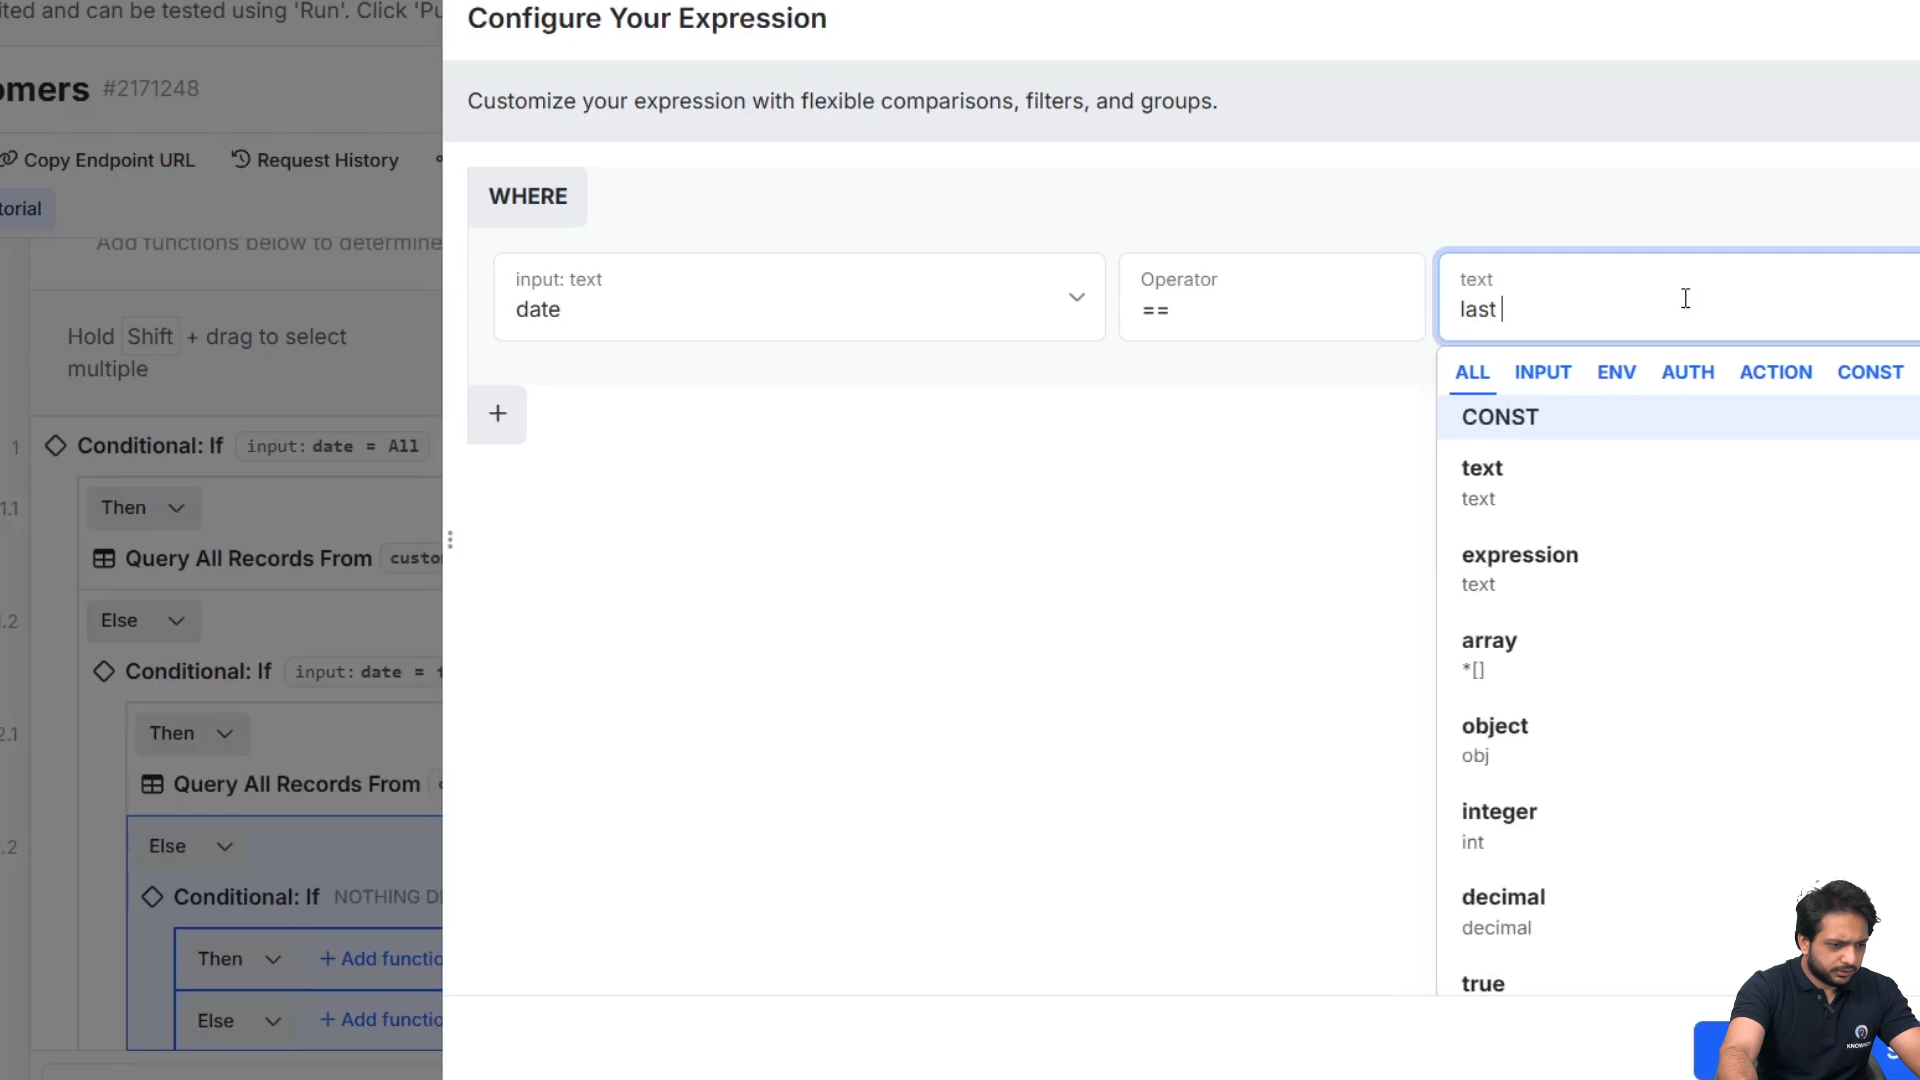 ited and can be tested using 'Run'. Click 'Pu
Configure Your Expression
omers #2171248
Customize your expression with flexible comparisons, filters, and groups.
Copy Endpoint URL
Request History
WHERE
torial
Add functions below to determine
input: text
date
Operator
==
text
last
Hold Shift + drag to select
multiple
ALL INPUT ENV AUTH ACTION CONST
CONST
+
1
Conditional: If input: date = All
text
text
1.1
Then
expression
text
Query All Records From custo
.2
Else
array
*[]
Conditional: If input: date = t
2.1
Then
object
obj
Query All Records From
integer
int
.2
Else
Conditional: If NOTHING DE
decimal
decimal
Then + Add functio
true
Else + Add functio